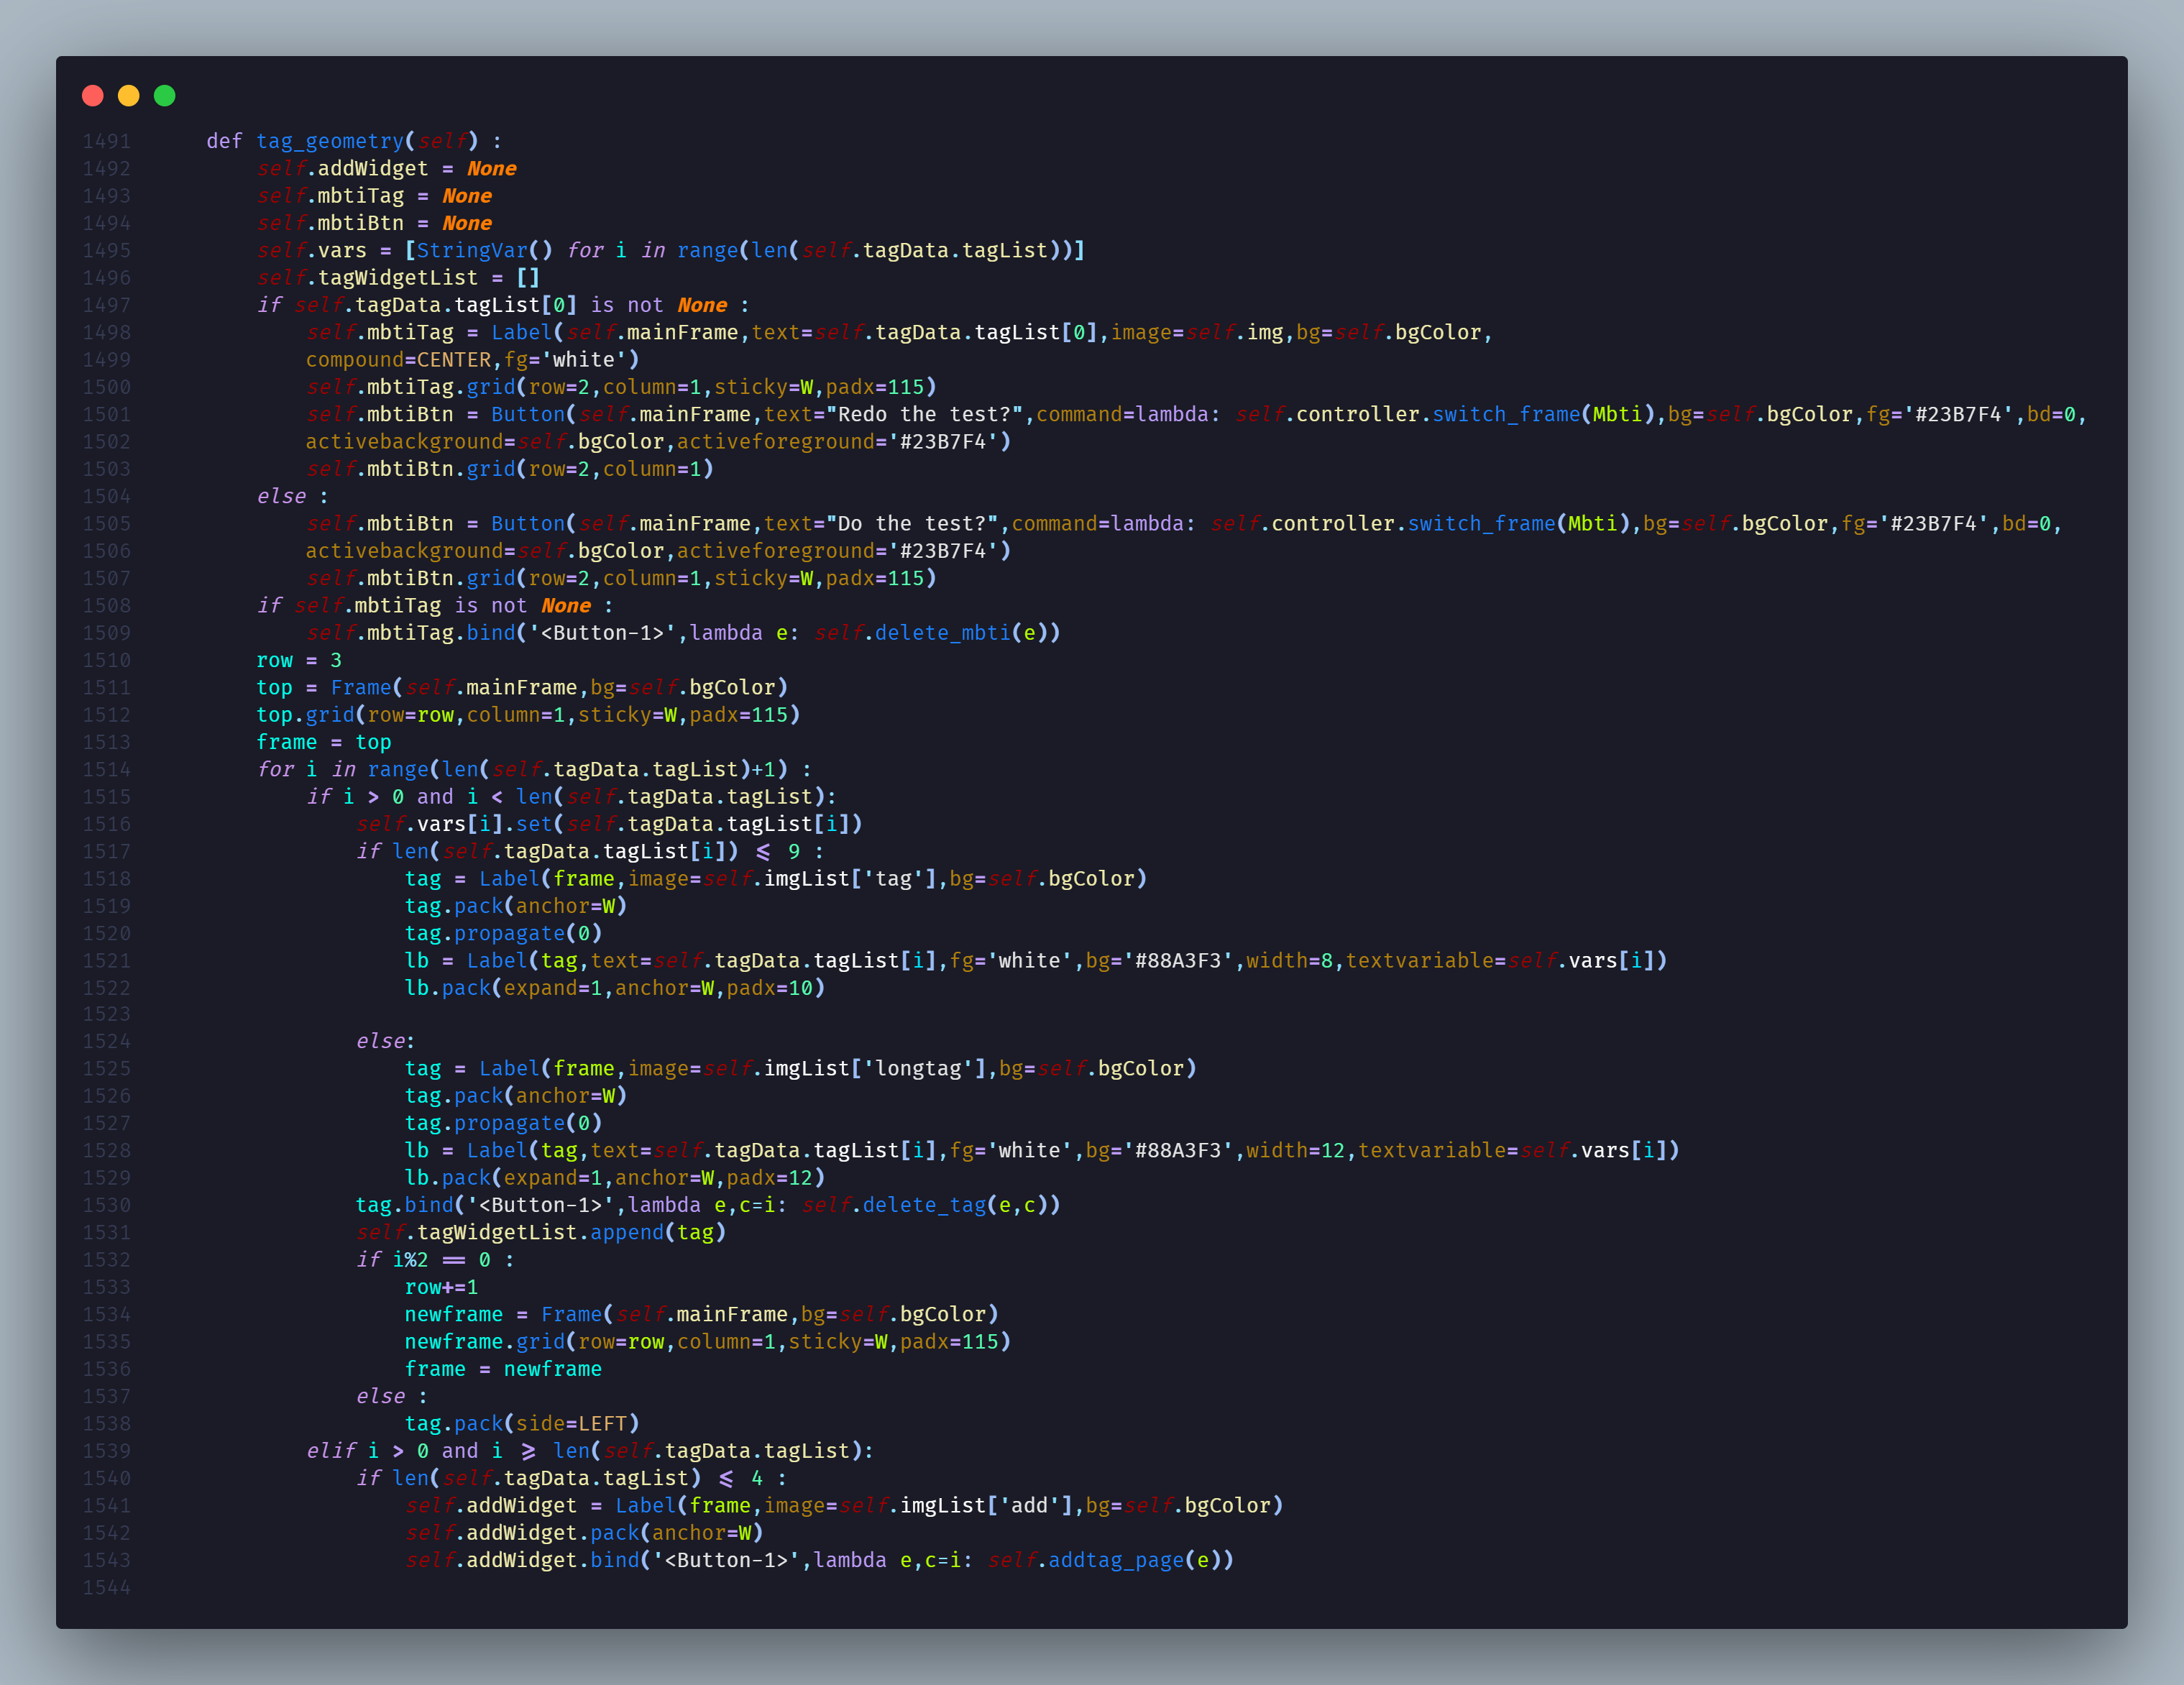 1491      def tag_geometry(self) :
1492          self.addWidget = None
1493          self.mbtiTag = None
1494          self.mbtiBtn = None
1495          self.vars = [StringVar() for i in range(len(self.tagData.tagList))]
1496          self.tagWidgetList = []
1497          if self.tagData.tagList[0] is not None :
1498              self.mbtiTag = Label(self.mainFrame,text=self.tagData.tagList[0],image=self.img,bg=self.bgColor,
1499              compound=CENTER,fg='white')
1500              self.mbtiTag.grid(row=2,column=1,sticky=W,padx=115)
1501              self.mbtiBtn = Button(self.mainFrame,text="Redo the test?",command=lambda: self.controller.switch_frame(Mbti),bg=self.bgColor,fg='#23B7F4',bd=0,
1502              activebackground=self.bgColor,activeforeground='#23B7F4')
1503              self.mbtiBtn.grid(row=2,column=1)
1504          else :
1505              self.mbtiBtn = Button(self.mainFrame,text="Do the test?",command=lambda: self.controller.switch_frame(Mbti),bg=self.bgColor,fg='#23B7F4',bd=0,
1506              activebackground=self.bgColor,activeforeground='#23B7F4')
1507              self.mbtiBtn.grid(row=2,column=1,sticky=W,padx=115)
1508          if self.mbtiTag is not None :
1509              self.mbtiTag.bind('<Button-1>',lambda e: self.delete_mbti(e))
1510          row = 3
1511          top = Frame(self.mainFrame,bg=self.bgColor)
1512          top.grid(row=row,column=1,sticky=W,padx=115)
1513          frame = top
1514          for i in range(len(self.tagData.tagList)+1) :
1515              if i > 0 and i < len(self.tagData.tagList):
1516                  self.vars[i].set(self.tagData.tagList[i])
1517                  if len(self.tagData.tagList[i]) <= 9 :
1518                      tag = Label(frame,image=self.imgList['tag'],bg=self.bgColor)
1519                      tag.pack(anchor=W)
1520                      tag.propagate(0)
1521                      lb = Label(tag,text=self.tagData.tagList[i],fg='white',bg='#88A3F3',width=8,textvariable=self.vars[i])
1522                      lb.pack(expand=1,anchor=W,padx=10)
1523
1524                  else:
1525                      tag = Label(frame,image=self.imgList['longtag'],bg=self.bgColor)
1526                      tag.pack(anchor=W)
1527                      tag.propagate(0)
1528                      lb = Label(tag,text=self.tagData.tagList[i],fg='white',bg='#88A3F3',width=12,textvariable=self.vars[i])
1529                      lb.pack(expand=1,anchor=W,padx=12)
1530                  tag.bind('<Button-1>',lambda e,c=i: self.delete_tag(e,c))
1531                  self.tagWidgetList.append(tag)
1532                  if i%2 == 0 :
1533                      row+=1
1534                      newframe = Frame(self.mainFrame,bg=self.bgColor)
1535                      newframe.grid(row=row,column=1,sticky=W,padx=115)
1536                      frame = newframe
1537                  else :
1538                      tag.pack(side=LEFT)
1539              elif i > 0 and i >= len(self.tagData.tagList):
1540                  if len(self.tagData.tagList) <= 4 :
1541                      self.addWidget = Label(frame,image=self.imgList['add'],bg=self.bgColor)
1542                      self.addWidget.pack(anchor=W)
1543                      self.addWidget.bind('<Button-1>',lambda e,c=i: self.addtag_page(e))
1544